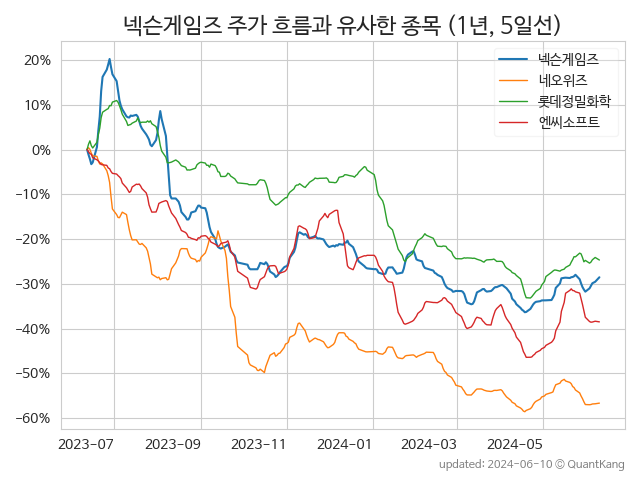 넥슨게임즈 주가 흐름과 유사한 종목 (1년, 5일선)
넥슨게임즈
네오위즈
롯데정밀화학
엔씨소프트
20%
10%
0%
−10%
−20%
−30%
−40%
−50%
−60%
2023-07 2023-09 2023-11 2024-01 2024-03 2024-05
updated: 2024-06-10 © QuantKang